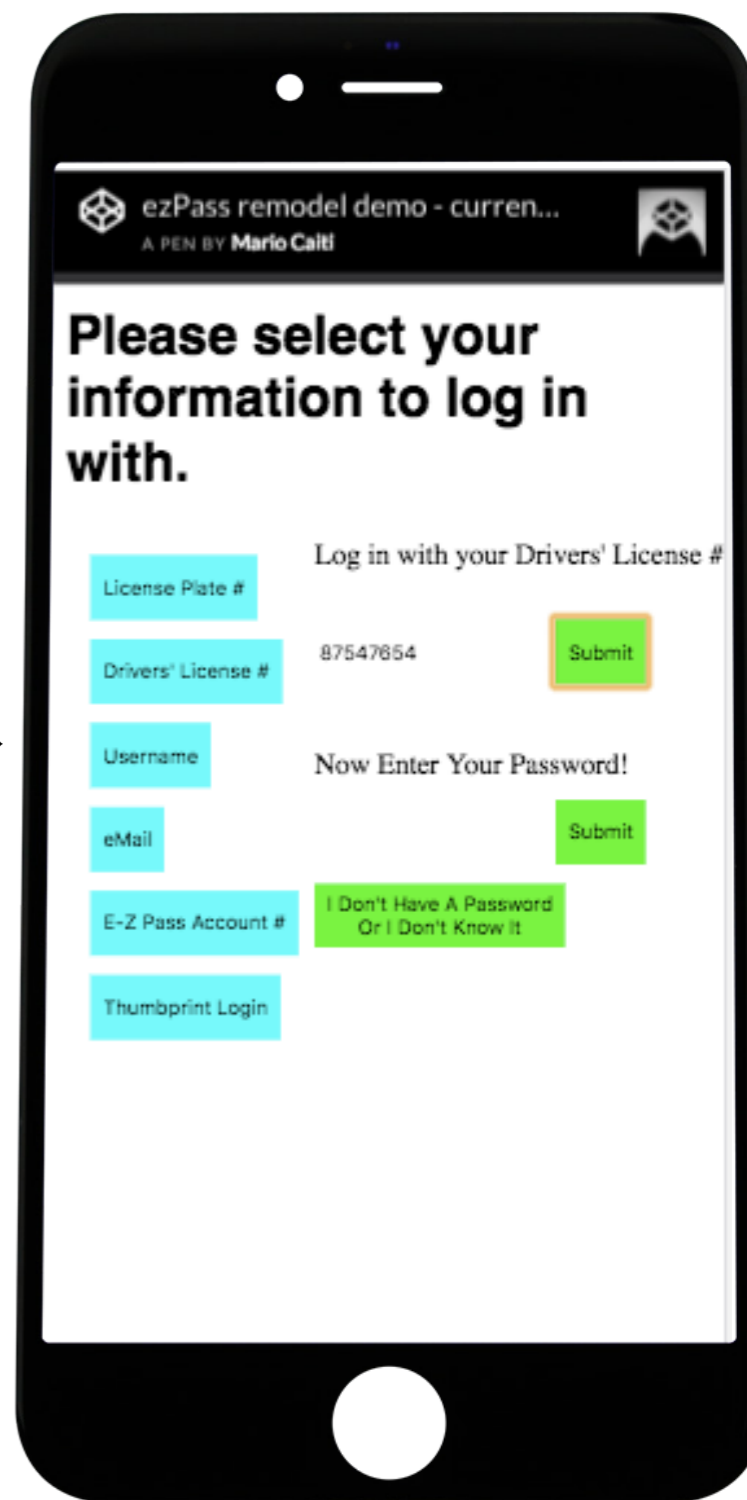 ezPass remodel demo - curren...
A PEN BY Mario Caiti
Please select your
information to log in
with.
License Plate #
Drivers' License #
Username
eMail
E-Z Pass Account #
Thumbprint Login
Log in with your Drivers' License #
87547654
Submit
Now Enter Your Password!
Submit
I Don't Have A Password
Or I Don't Know It